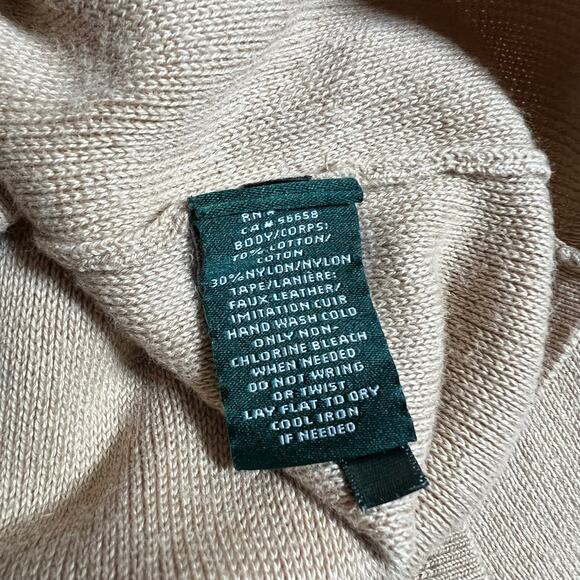 RN#
CA# 56658
BODY/CORPS:
70% COTTON/
COTON
30%NYLON/NYLON
TAPE/LANIÈRE:
FAUX LEATHER/
IMITATION CUIR
HAND WASH COLD
ONLY NON-
CHLORINE BLEACH
WHEN NEEDED
DO NOT WRING
OR TWIST
LAY FLAT TO DRY
COOL IRON
IF NEEDED